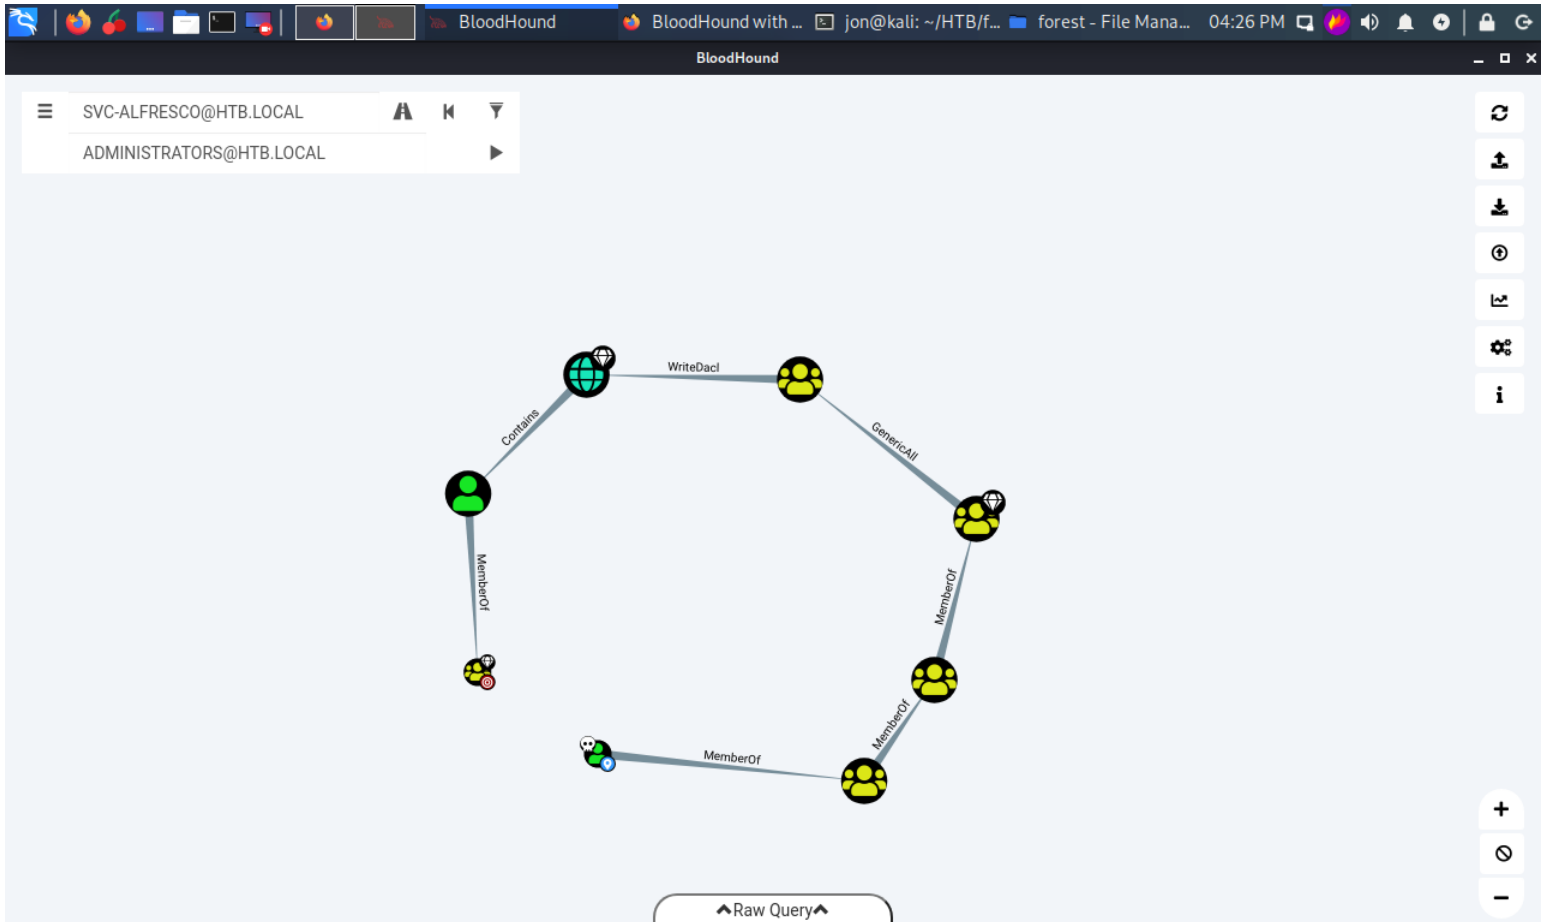 BloodHound
BloodHound with ...
jon@kali: ~/HTB/f...
forest - File Mana...
04:26 PM
BloodHound
SVC-ALFRESCO@HTB.LOCAL
ADMINISTRATORS@HTB.LOCAL
WriteDacl
Contains
GenericAll
MemberOf
MemberOf
MemberOf
MemberOf
Raw Query